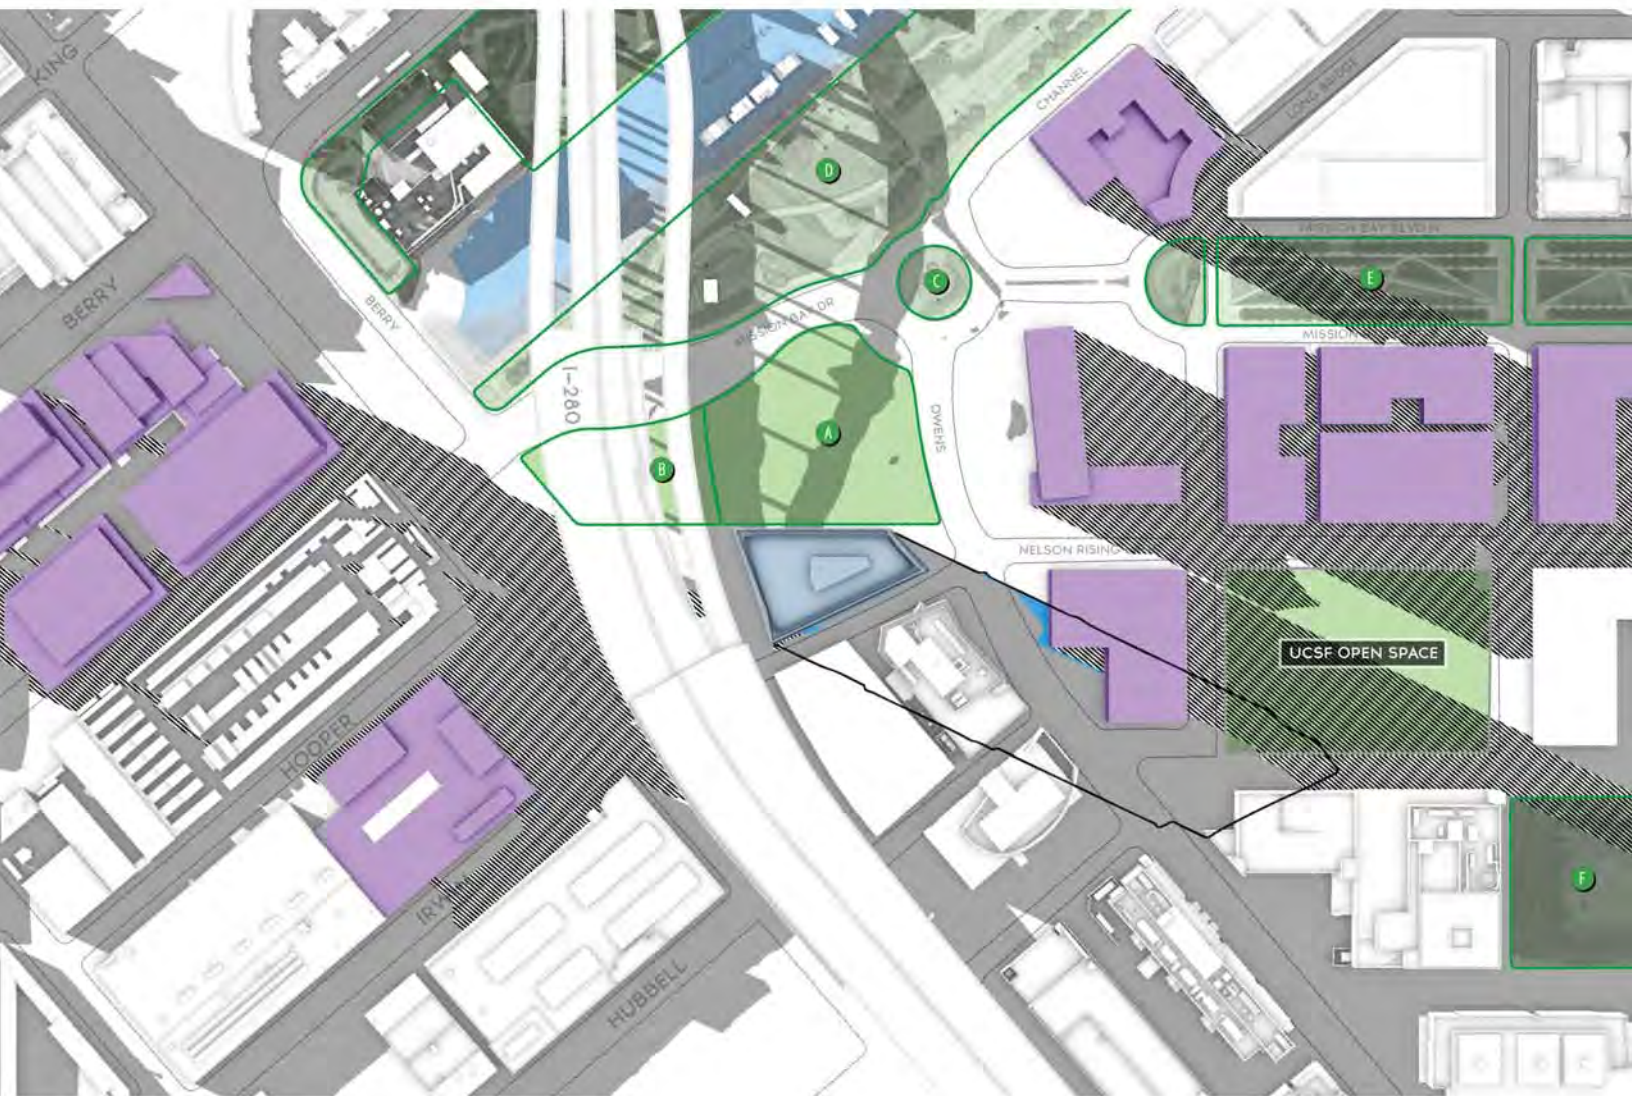 KING
CHANNEL
LONG BRIDGE
D
MISSION BAY BLVD N
C
E
BERRY
BERRY
MISSION BAY DR
MISSION
I-280
OWENS
A
B
NELSON RISING
UCSF OPEN SPACE
HOOPER
F
HUBBELL